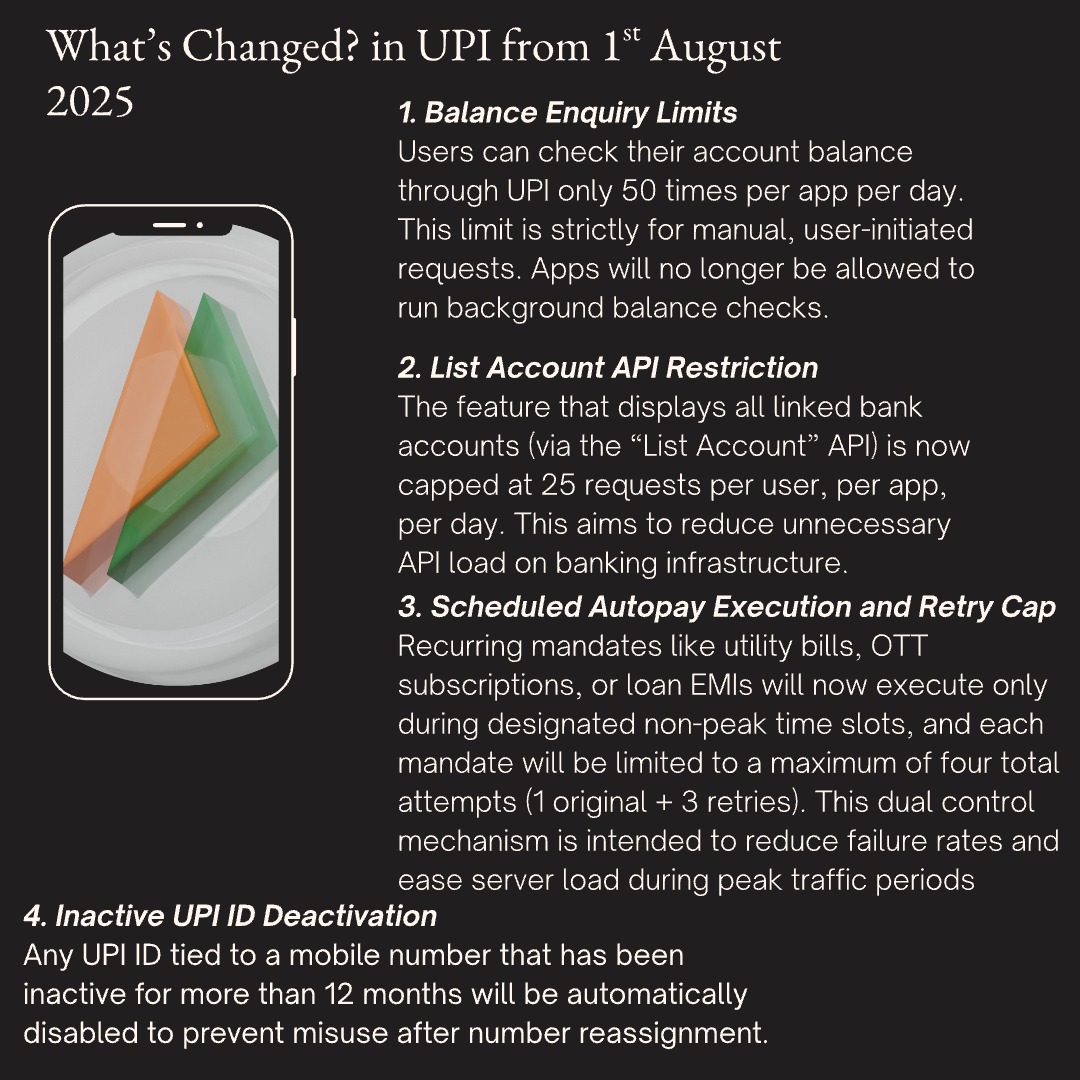 What’s Changed? in UPI from 1st August
2025
1. Balance Enquiry Limits
Users can check their account balance
through UPI only 50 times per app per day.
This limit is strictly for manual, user-initiated
requests. Apps will no longer be allowed to
run background balance checks.
2. List Account API Restriction
The feature that displays all linked bank
accounts (via the “List Account” API) is now
capped at 25 requests per user, per app,
per day. This aims to reduce unnecessary
API load on banking infrastructure.
3. Scheduled Autopay Execution and Retry Cap
Recurring mandates like utility bills, OTT
subscriptions, or loan EMIs will now execute only
during designated non-peak time slots, and each
mandate will be limited to a maximum of four total
attempts (1 original + 3 retries). This dual control
mechanism is intended to reduce failure rates and
ease server load during peak traffic periods
4. Inactive UPI ID Deactivation
Any UPI ID tied to a mobile number that has been
inactive for more than 12 months will be automatically
disabled to prevent misuse after number reassignment.